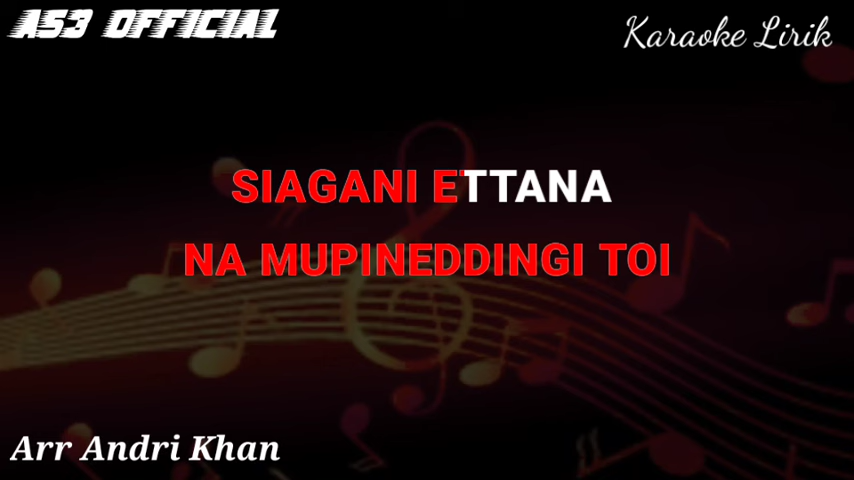 AS3 OFFICIAL
Karaoke Lirik
SIAGANI ETTANA
NA MUPINEDDINGI TOI
Arr Andri Khan